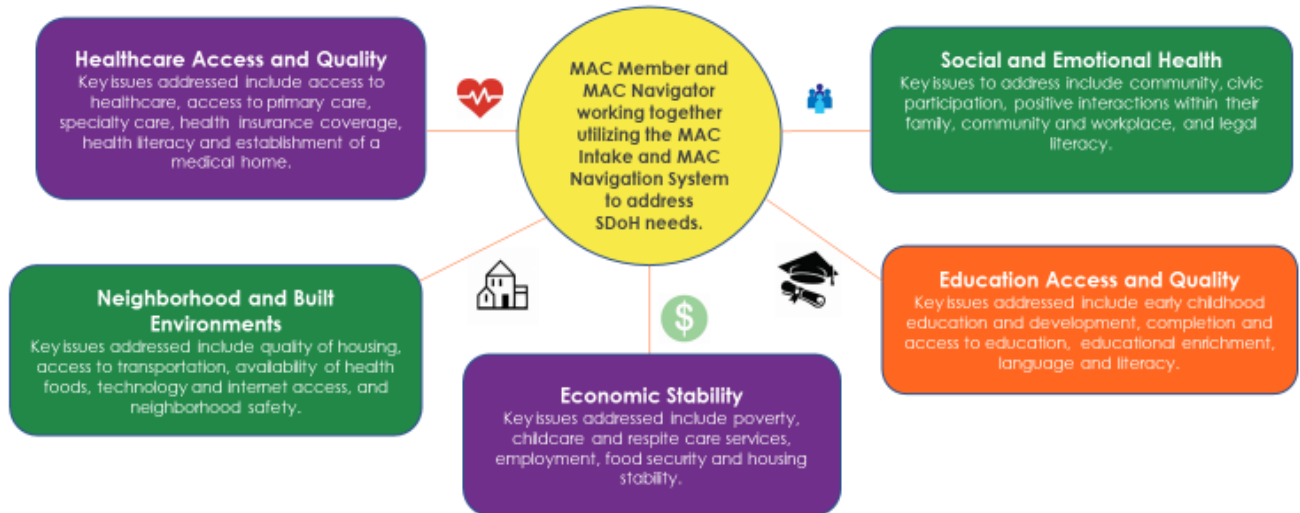 Healthcare Access and Quality
Key issues addressed include access to
healthcare, access to primary care,
specialty care, health insurance coverage,
health literacy and establishment of a
medical home.
MAC Member and
MAC Navigator
working together
utilizing the MAC
Intake and MAC
Navigation System
to address
SDoH needs.
Social and Emotional Health
Key issues to address include community, civic
participation, positive interactions within their
family, community and workplace, and legal
literacy.
Neighborhood and Built
Environments
Key issues addressed include quality of housing,
access to transportation, availability of health
foods, technology and internet access, and
neighborhood safety.
$
Economic Stability
Key issues addressed include poverty,
childcare and respite care services,
employment, food security and housing
stability.
Education Access and Quality
Key issues addressed include early childhood
education and development, completion and
access to education, educational enrichment,
language and literacy.